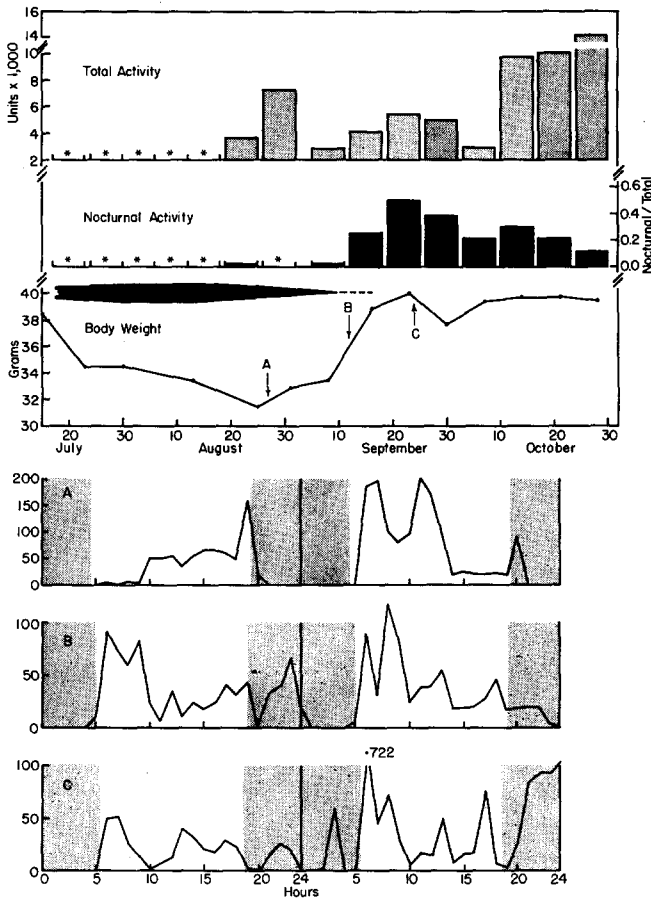 16
14
10
8
6
4
2
Units x 1,000
Total Activity
* * * * *
Nocturnal Activity
* * * * * *
0.6
0.4
0.2
0.0
Nocturnal/Total
40
38
36
34
32
30
Grams
Body Weight
A
B
C
20 30 10 20 30 10 20 30 10 20 30
July August September October
200
150
100
50
0
A
100
50
0
B
•722
100
50
0
C
0 5 10 15 20 24 5 10 15 20 24
Hours